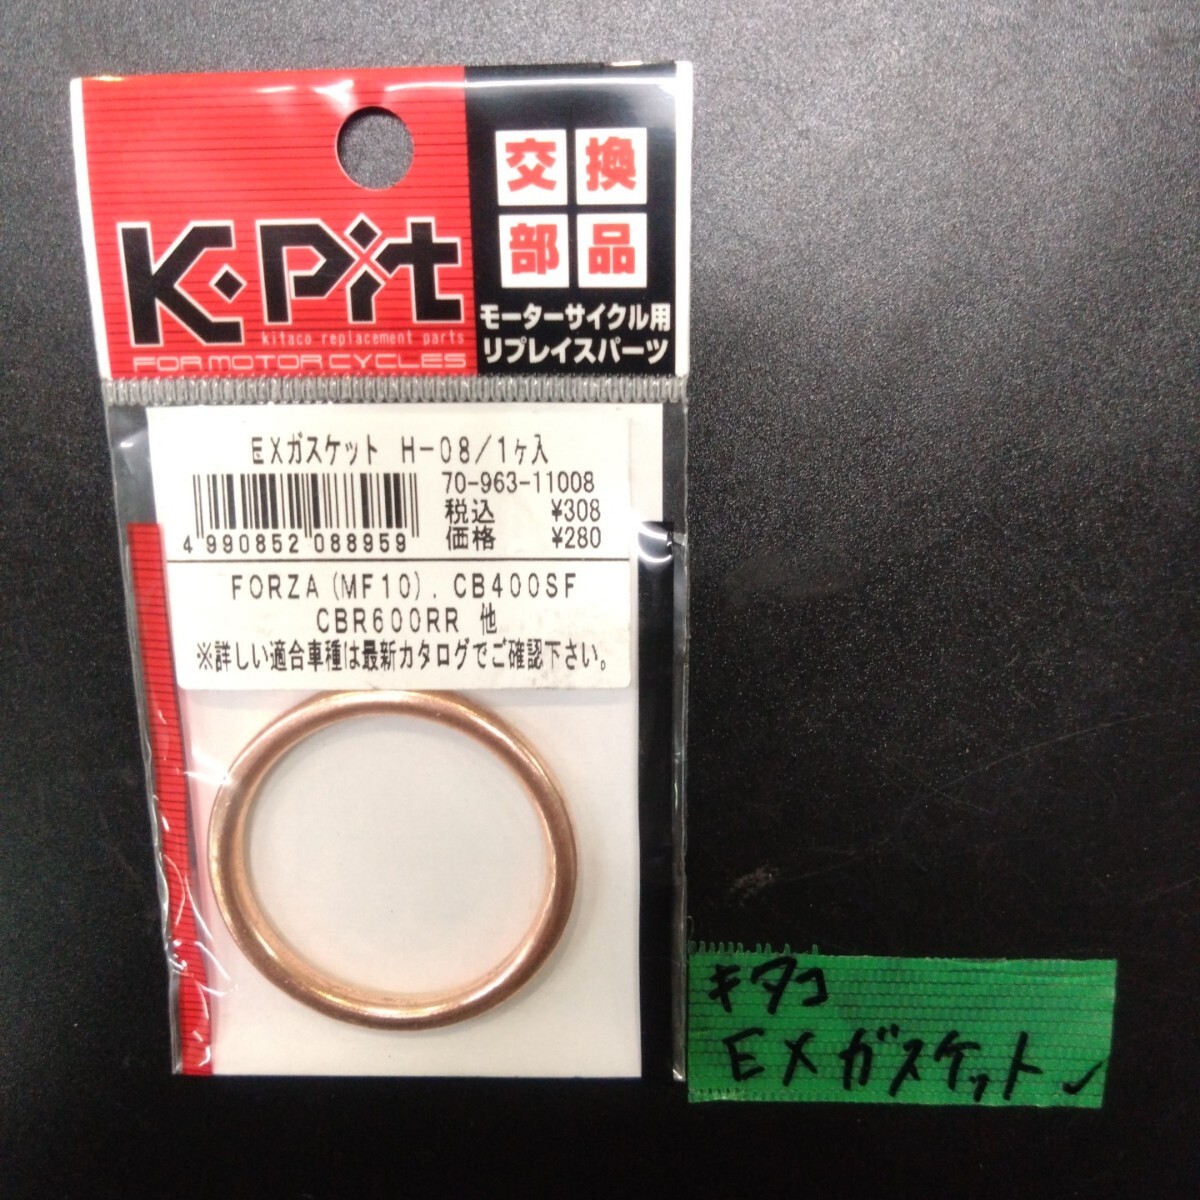 交換
部品
K・Pit
kitaco replacement parts
FOR MOTORCYCLES
モーターサイクル用
リプレイスパーツ
EXガスケット H-08/1ヶ入
70-963-11008
税込 ¥308
価格 ¥280
4 990852 088959
FORZA(MF10).CB400SF
CBR600RR 他
※詳しい適合車種は最新カタログでご確認下さい。
キタコ
EXガスケット